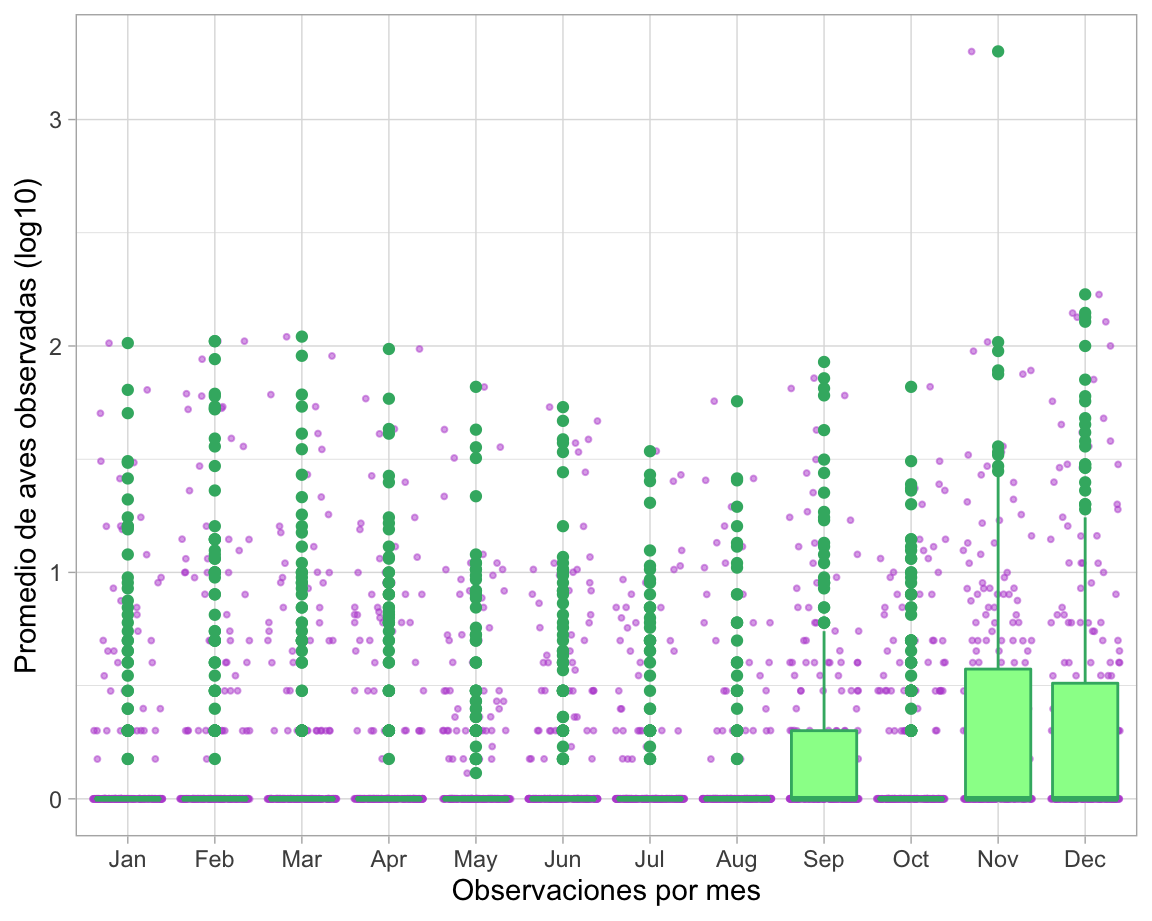 Promedio de aves observadas (log10)
3
2
1
0
Jan Feb Mar Apr May Jun Jul Aug Sep Oct Nov Dec
Observaciones por mes